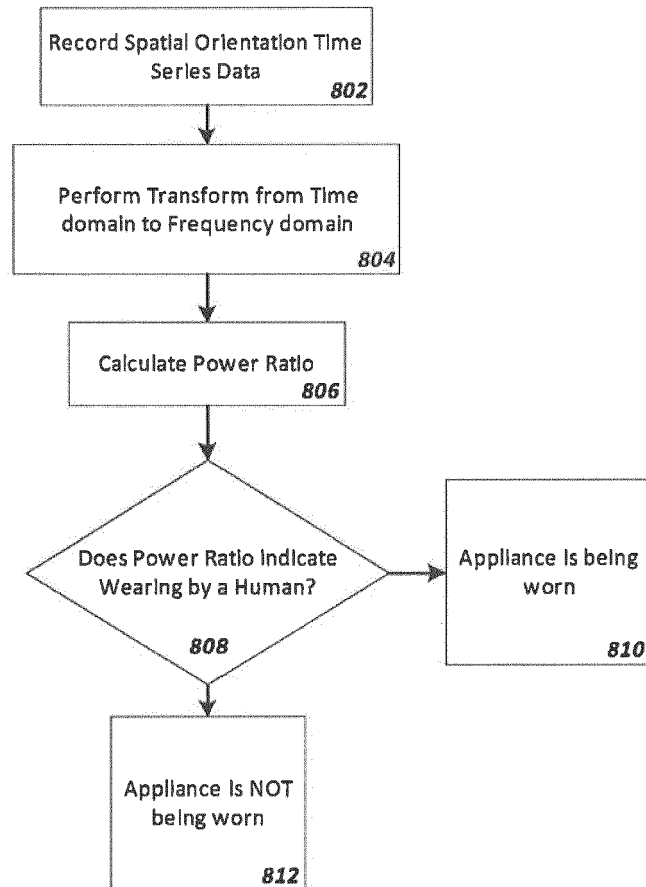 Record Spatial Orientation Time
Series Data
802
Perform Transform from Time
domain to Frequency domain
804
Calculate Power Ratio
806
Does Power Ratio indicate
Wearing by a Human?
808
Appliance is being
worn
810
Appliance is NOT
being worn
812